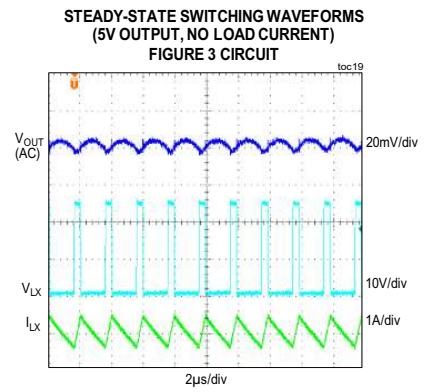 STEADY-STATE SWITCHING WAVEFORMS
(5V OUTPUT, NO LOAD CURRENT)
FIGURE 3 CIRCUIT
toc19
T
VOUT
(AC)
20mV/div
VLX
10V/div
ILX
1A/div
2µs/div